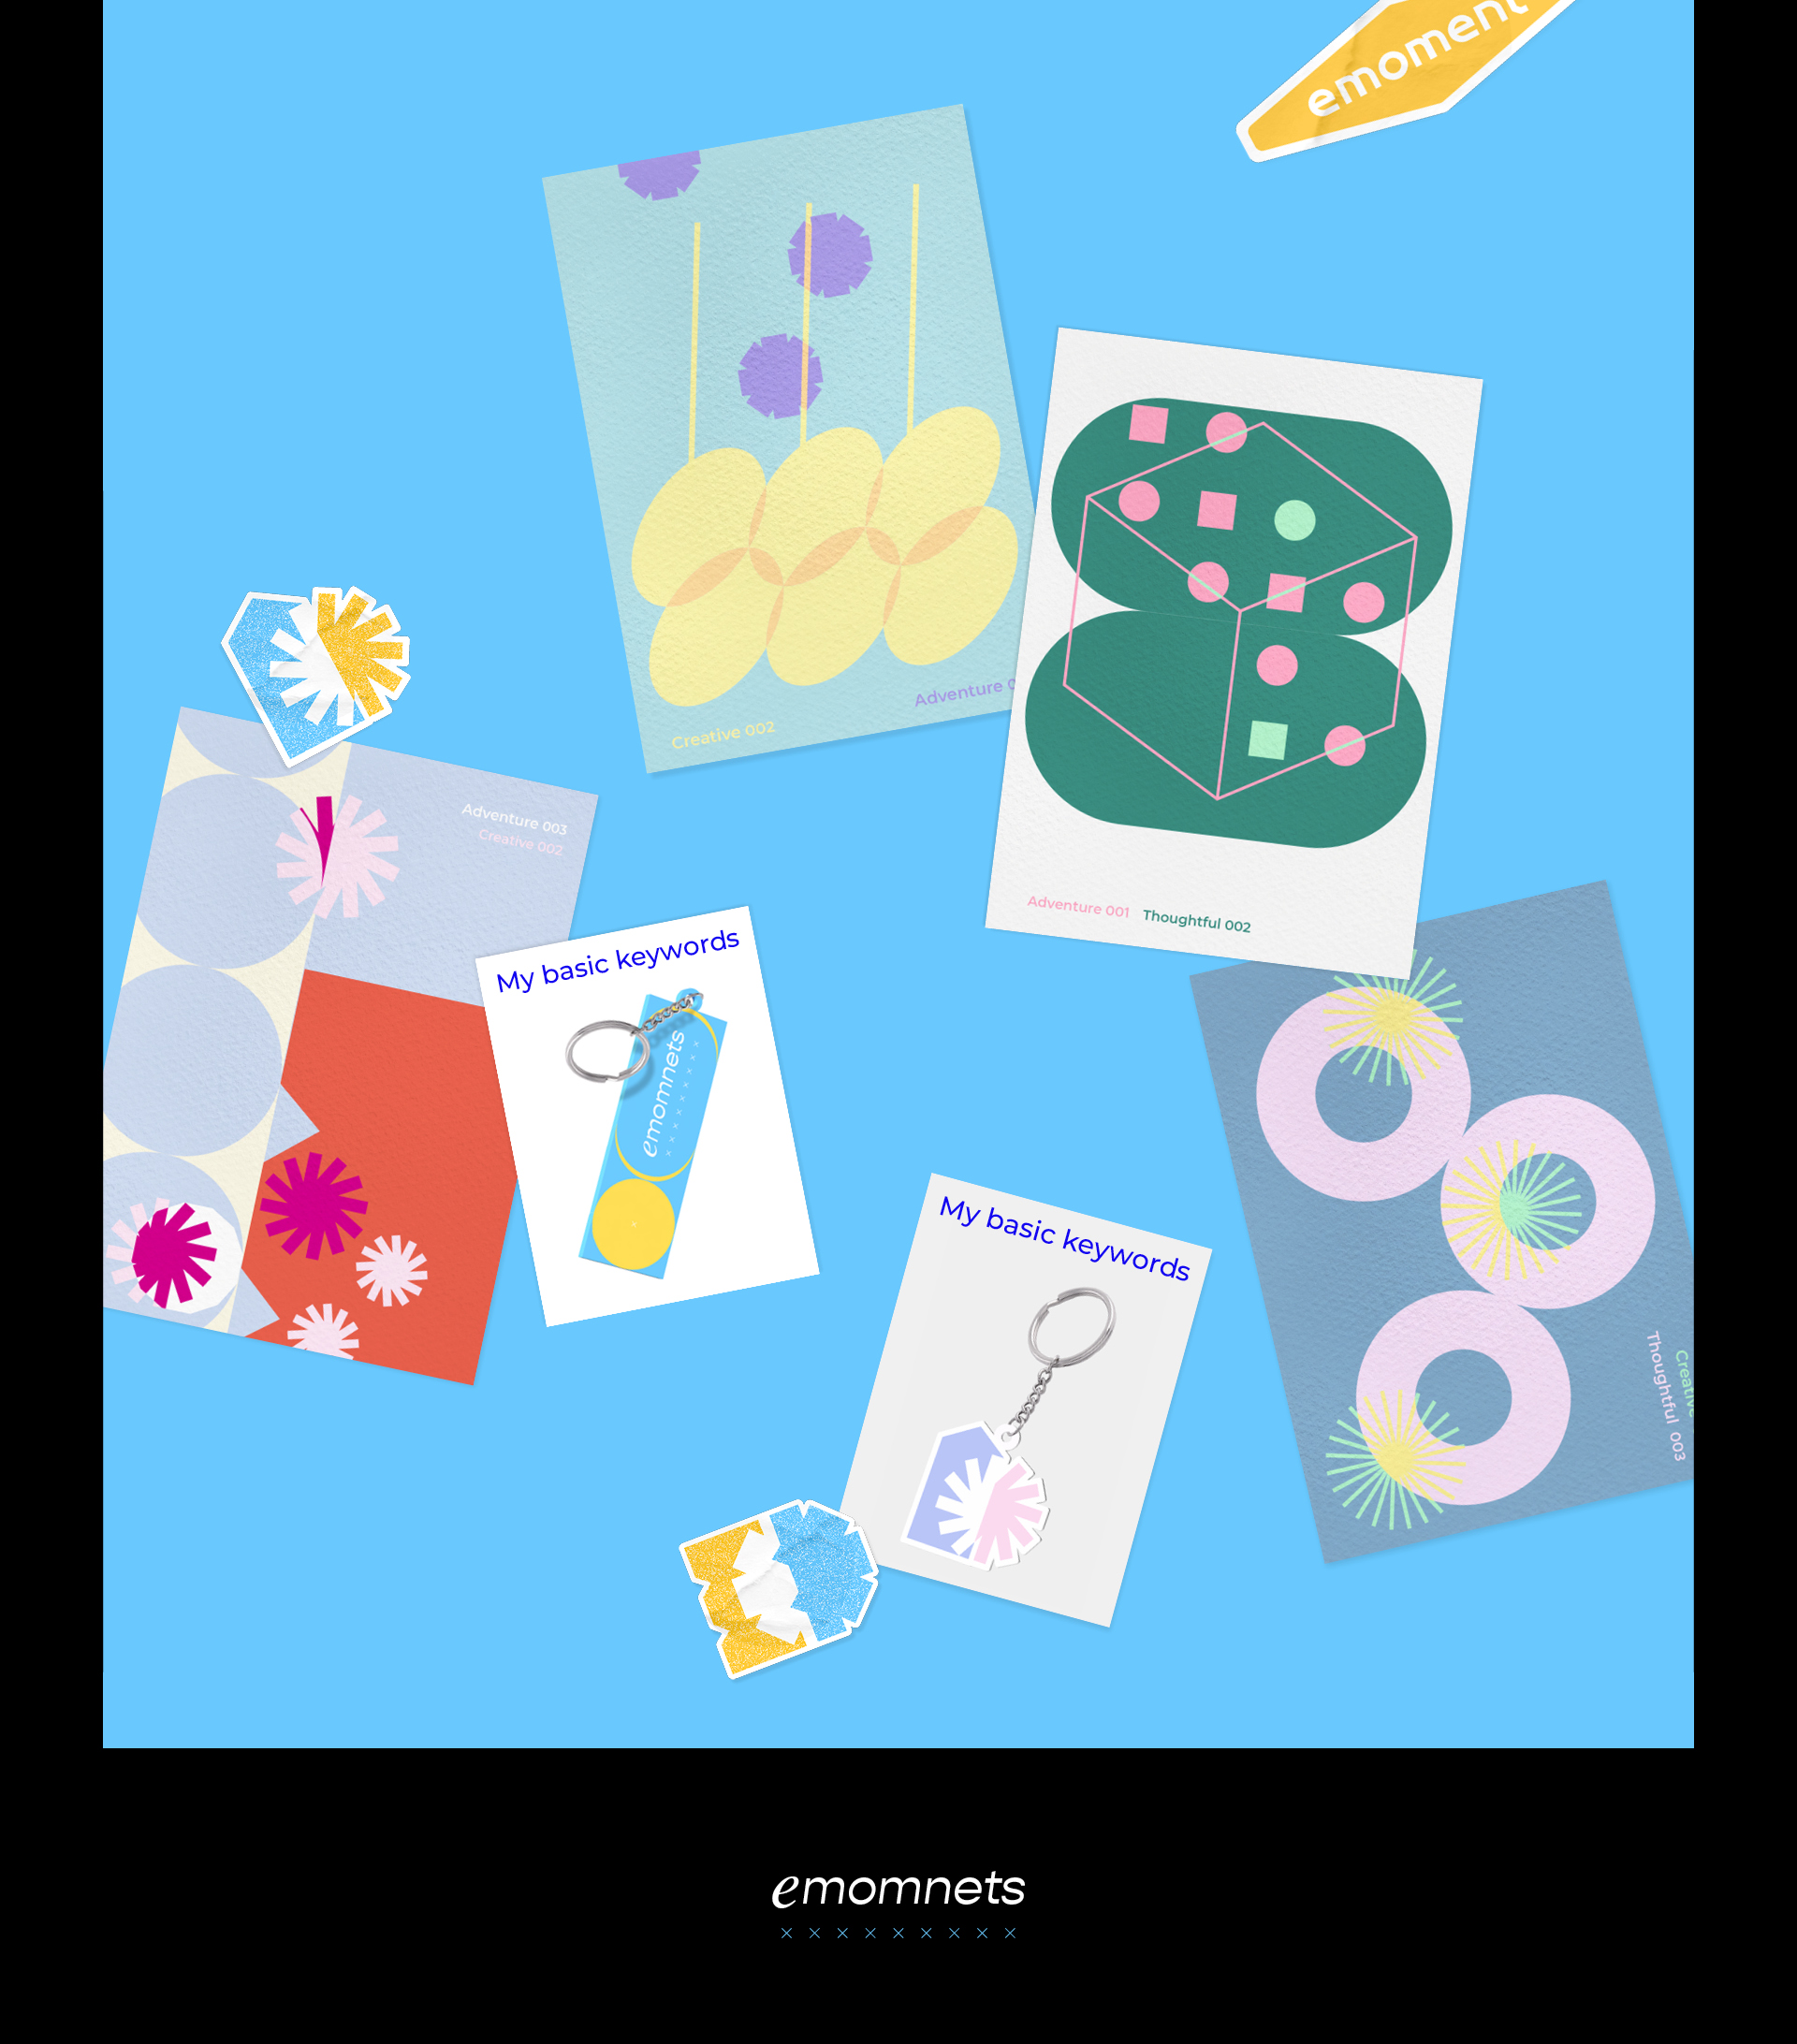 emoment
Adventure
Creative 002
Adventure 003
Creative 002
Adventure 001 Thoughtful 002
My basic keywords
emomnets
× × × × × × × × ×
My basic keywords
Creative
Thoughtful 003
emomnets
× × × × × × × × ×